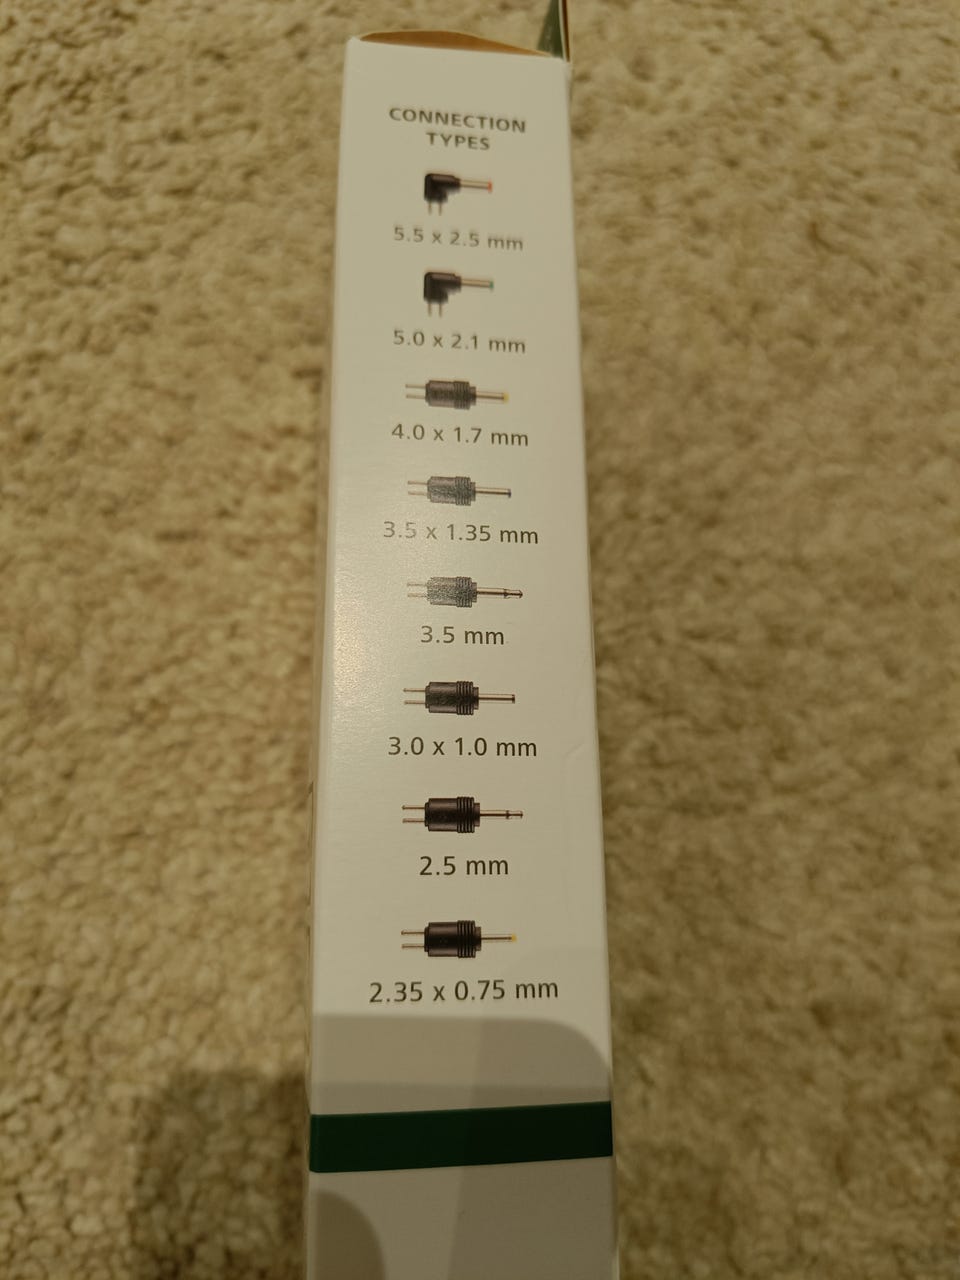 CONNECTION
TYPES
5.5 x 2.5 mm
5.0 x 2.1 mm
4.0 x 1.7 mm
3.5 x 1.35 mm
3.5 mm
3.0 x 1.0 mm
2.5 mm
2.35 x 0.75 mm